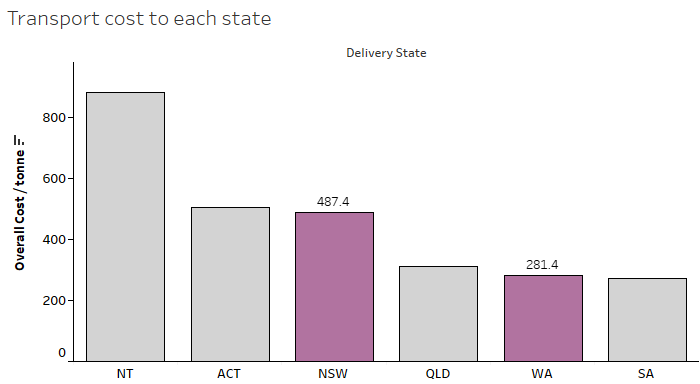 Transport cost to each state
Delivery State
Overall Cost / tonne
800
600
400
200
0
487.4
281.4
NT
ACT
NSW
QLD
WA
SA